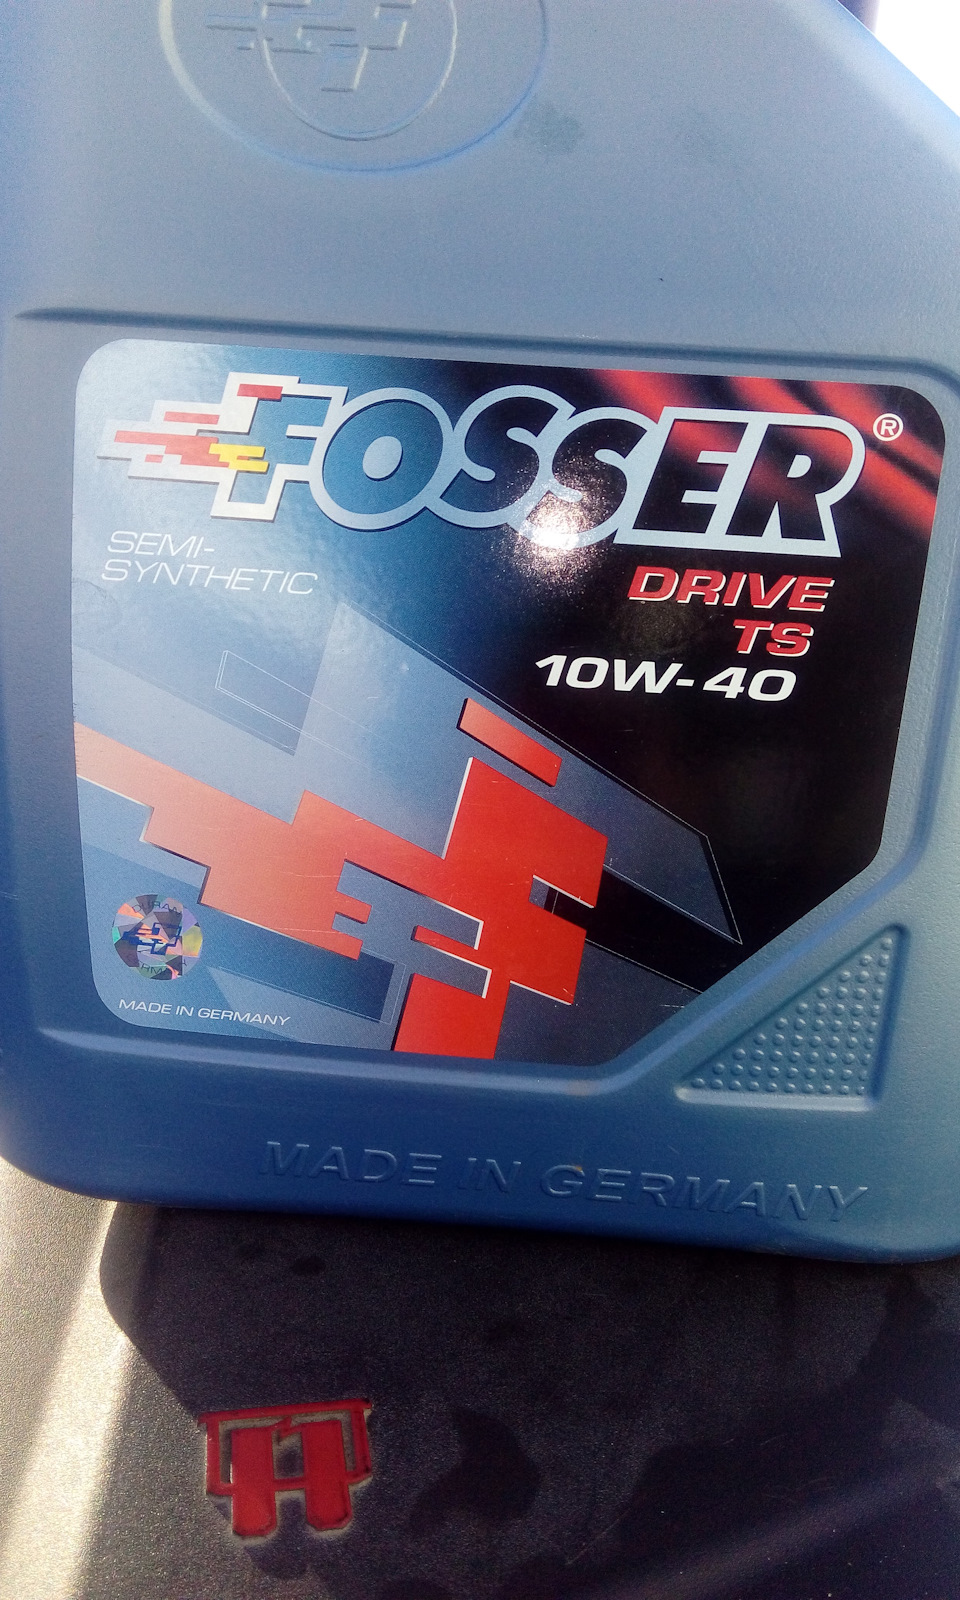 FOSSER®
SEMI-
SYNTHETIC
DRIVE
TS
10W-40
MADE IN GERMANY
MADE IN GERMANY